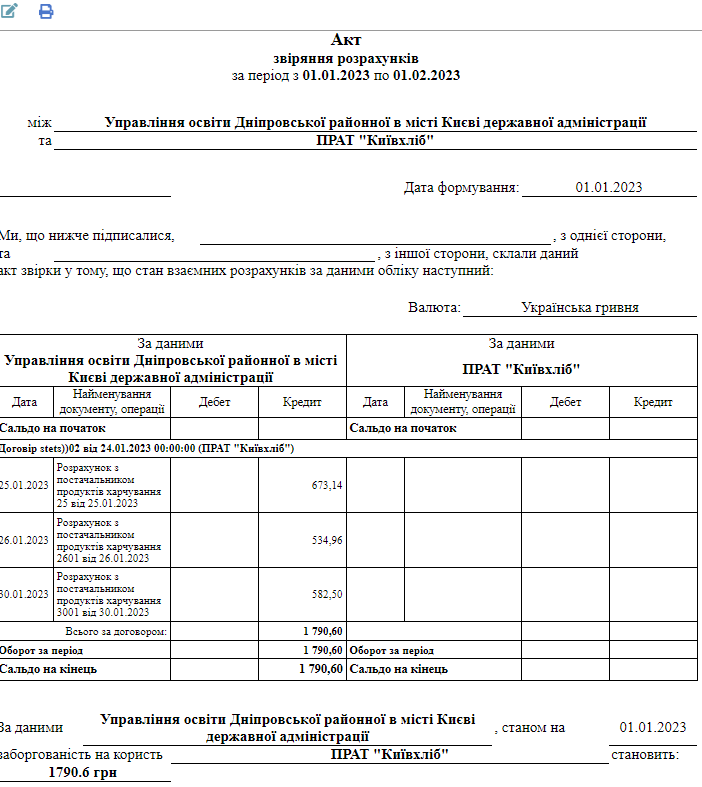 Акт
звіряння розрахунків
за період з 01.01.2023 по 01.02.2023
між Управління освіти Дніпровської районної в місті Києві державної адміністрації
та ПРАТ "Київхліб"
Дата формування: 01.01.2023
Ми, що нижче підписалися, , з однієї сторони,
та , з іншої сторони, склали даний
акт звірки у тому, що стан взаємних розрахунків за даними обліку наступний:
Валюта: Українська гривня
За даними
Управління освіти Дніпровської районної в місті
Києві державної адміністрації
За даними
ПРАТ "Київхліб"
Дата Найменування документу, операції Дебет Кредит Дата Найменування документу, операції Дебет Кредит
Сальдо на початок Сальдо на початок
Договір stets))02 від 24.01.2023 00:00:00 (ПРАТ "Київхліб")
25.01.2023 Розрахунок з постачальником продуктів харчування 25 від 25.01.2023 673,14
26.01.2023 Розрахунок з постачальником продуктів харчування 2601 від 26.01.2023 534,96
30.01.2023 Розрахунок з постачальником продуктів харчування 3001 від 30.01.2023 582,50
Всього за договором: 1 790,60
Оборот за період 1 790,60 Оборот за період
Сальдо на кінець 1 790,60 Сальдо на кінець
За даними Управління освіти Дніпровської районної в місті Києві
державної адміністрації , станом на 01.01.2023
заборгованість на користь ПРАТ "Київхліб" становить:
1790.6 грн